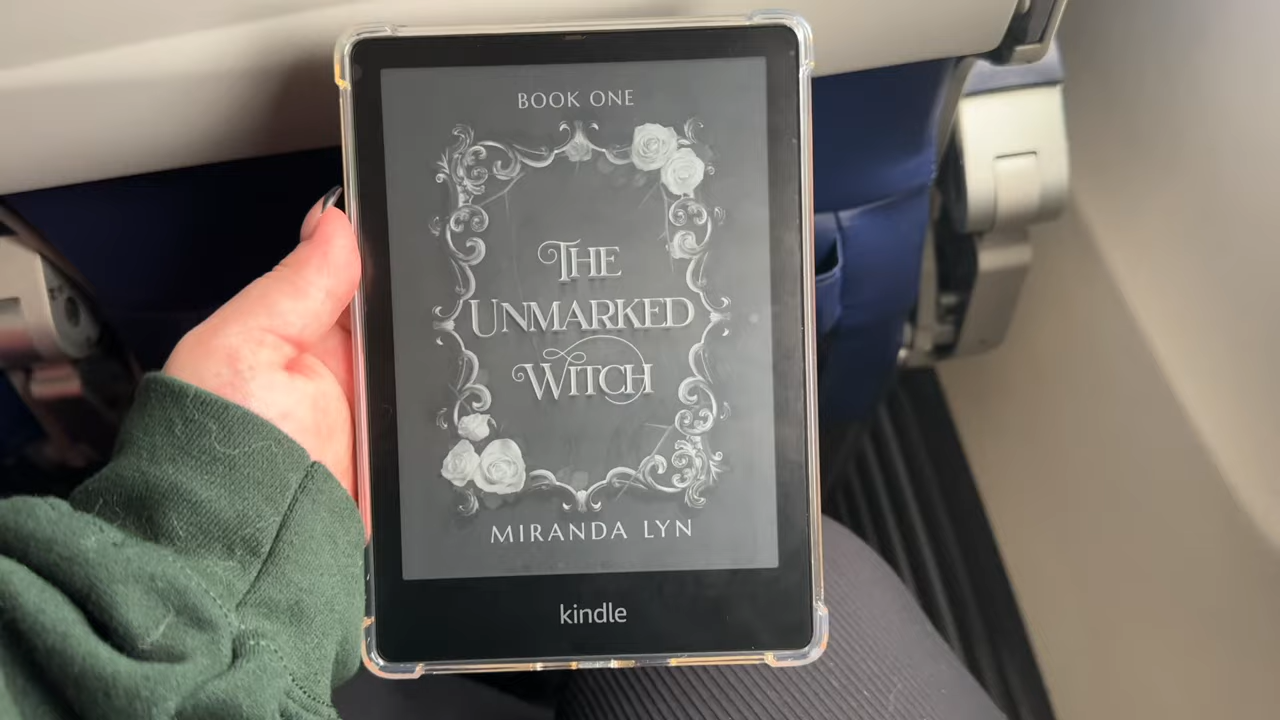 BOOK ONE
THE
UNMARKED
WITCH
MIRANDA LYN
kindle